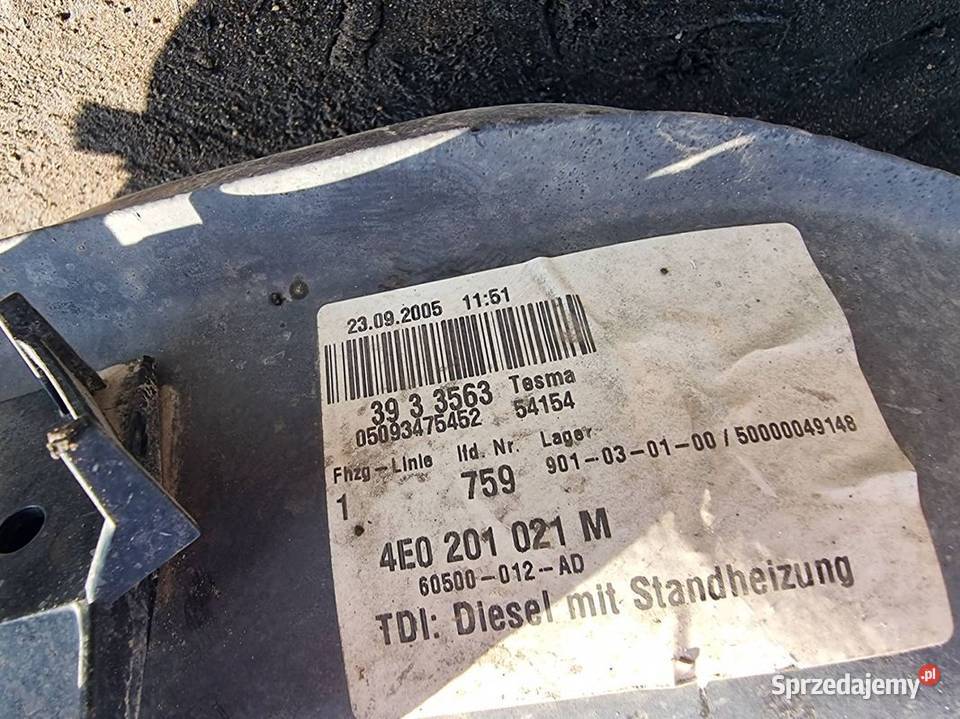 23.09.2005 11:51
39 3 3563 Tesma
05093475452 54154
Fhzg-Linie lfd. Nr. Lager
1 759 901-03-01-00 / 50000049148
4E0 201 021 M
60500-012-AD
TDI: Diesel mit Standheizung
Sprzedajemy.pl